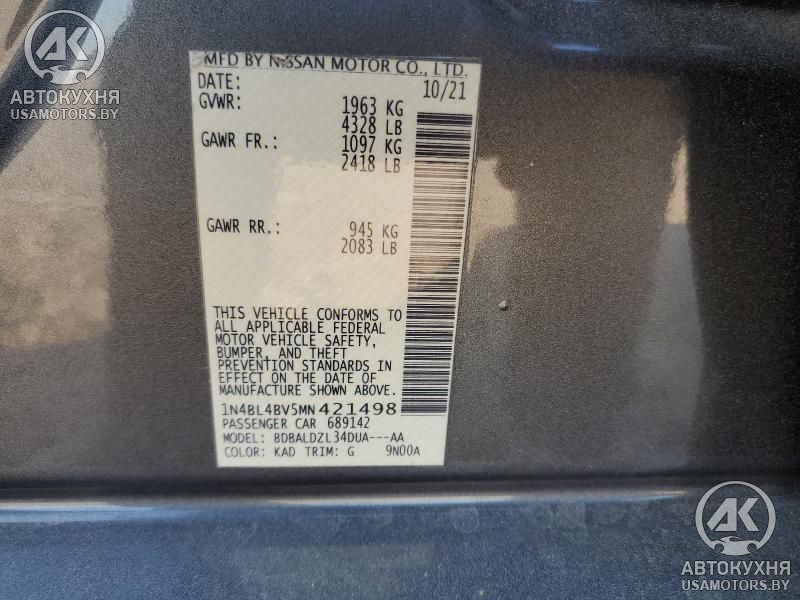 AK
АВТОКУХНЯ
USAMOTORS.BY
MFD BY NISSAN MOTOR CO., LTD.
DATE: 10/21
GVWR: 1963 KG
4328 LB
GAWR FR.: 1097 KG
2418 LB
GAWR RR.: 945 KG
2083 LB
THIS VEHICLE CONFORMS TO
ALL APPLICABLE FEDERAL
MOTOR VEHICLE SAFETY,
BUMPER, AND THEFT
PREVENTION STANDARDS IN
EFFECT ON THE DATE OF
MANUFACTURE SHOWN ABOVE.
1N4BL4BV5MN421498
PASSENGER CAR 689142
MODEL: BDBALDZL34DUA---AA
COLOR: KAD TRIM: G 9N00A
AK
АВТОКУХНЯ
USAMOTORS.BY